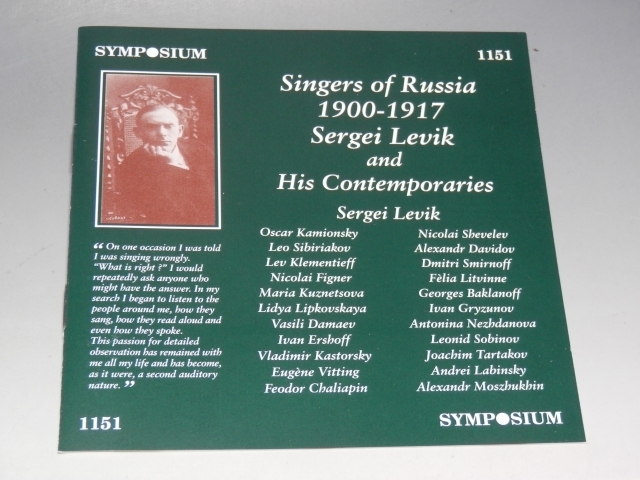 SYMPOSIUM
1151
Singers of Russia
1900-1917
Sergei Levik
and
His Contemporaries
Sergei Levik
Oscar Kamionsky
Leo Sibiriakov
Lev Klementieff
Nicolai Figner
Maria Kuznetsova
Lidya Lipkovskaya
Vasili Damaev
Ivan Ershoff
Vladimir Kastorsky
Eugène Vitting
Feodor Chaliapin
Nicolai Shevelev
Alexandr Davidov
Dmitri Smirnoff
Fèlia Litvinne
Georges Baklanoff
Ivan Gryzunov
Antonina Nezhdanova
Leonid Sobinov
Joachim Tartakov
Andrei Labinsky
Alexandr Moszhukhin
“ On one occasion I was told
I was singing wrongly.
“What is right ?” I would
repeatedly ask anyone who
might have the answer. In my
search I began to listen to the
people around me, how they
sang, how they read aloud and
even how they spoke.
This passion for detailed
observation has remained with
me all my life and has become,
as it were, a second auditory
nature. ”
1151
SYMPOSIUM